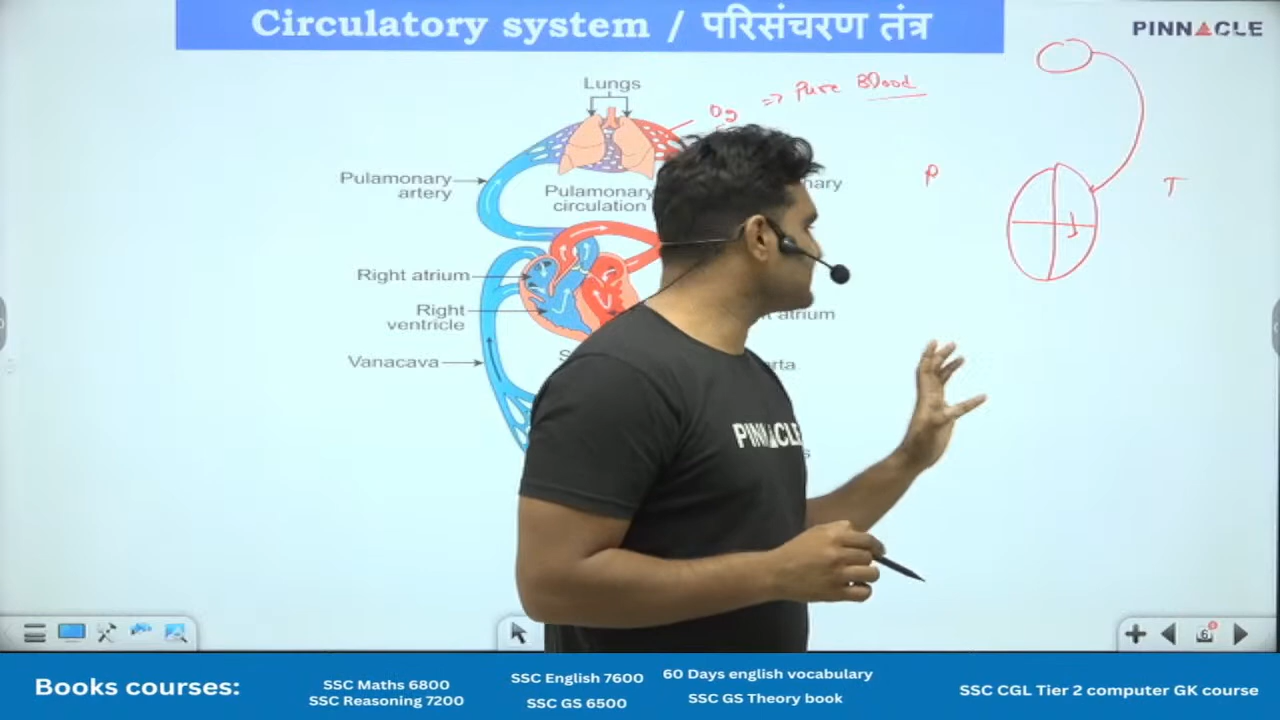 Circulatory system / परिसंचरण तंत्र
PINNACLE
Lungs
O2 => Pure Blood
Pulamonary
artery
Pulamonary
circulation
P
T
Right atrium
Right
ventricle
atrium
Vanacava
PINNACLE
6
Books courses:
SSC Maths 6800
SSC Reasoning 7200
SSC English 7600
SSC GS 6500
60 Days english vocabulary
SSC GS Theory book
SSC CGL Tier 2 computer GK course